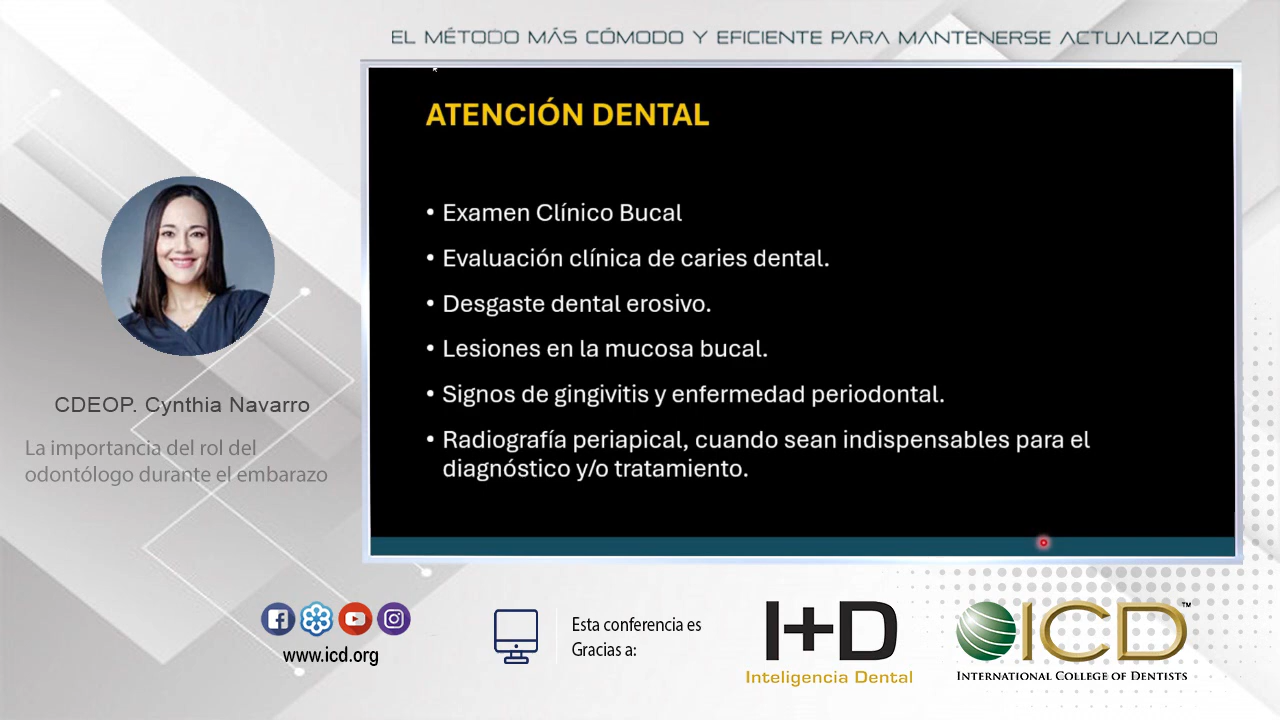 EL MÉTODO MÁS CÓMODO Y EFICIENTE PARA MANTENERSE ACTUALIZADO
ATENCIÓN DENTAL
• Examen Clínico Bucal
• Evaluación clínica de caries dental.
• Desgaste dental erosivo.
• Lesiones en la mucosa bucal.
• Signos de gingivitis y enfermedad periodontal.
• Radiografía periapical, cuando sean indispensables para el
diagnóstico y/o tratamiento.
CDEOP. Cynthia Navarro
La importancia del rol del
odontólogo durante el embarazo
www.icd.org
Esta conferencia es
Gracias a:
I+D
Inteligencia Dental
ICD™
INTERNATIONAL COLLEGE OF DENTISTS